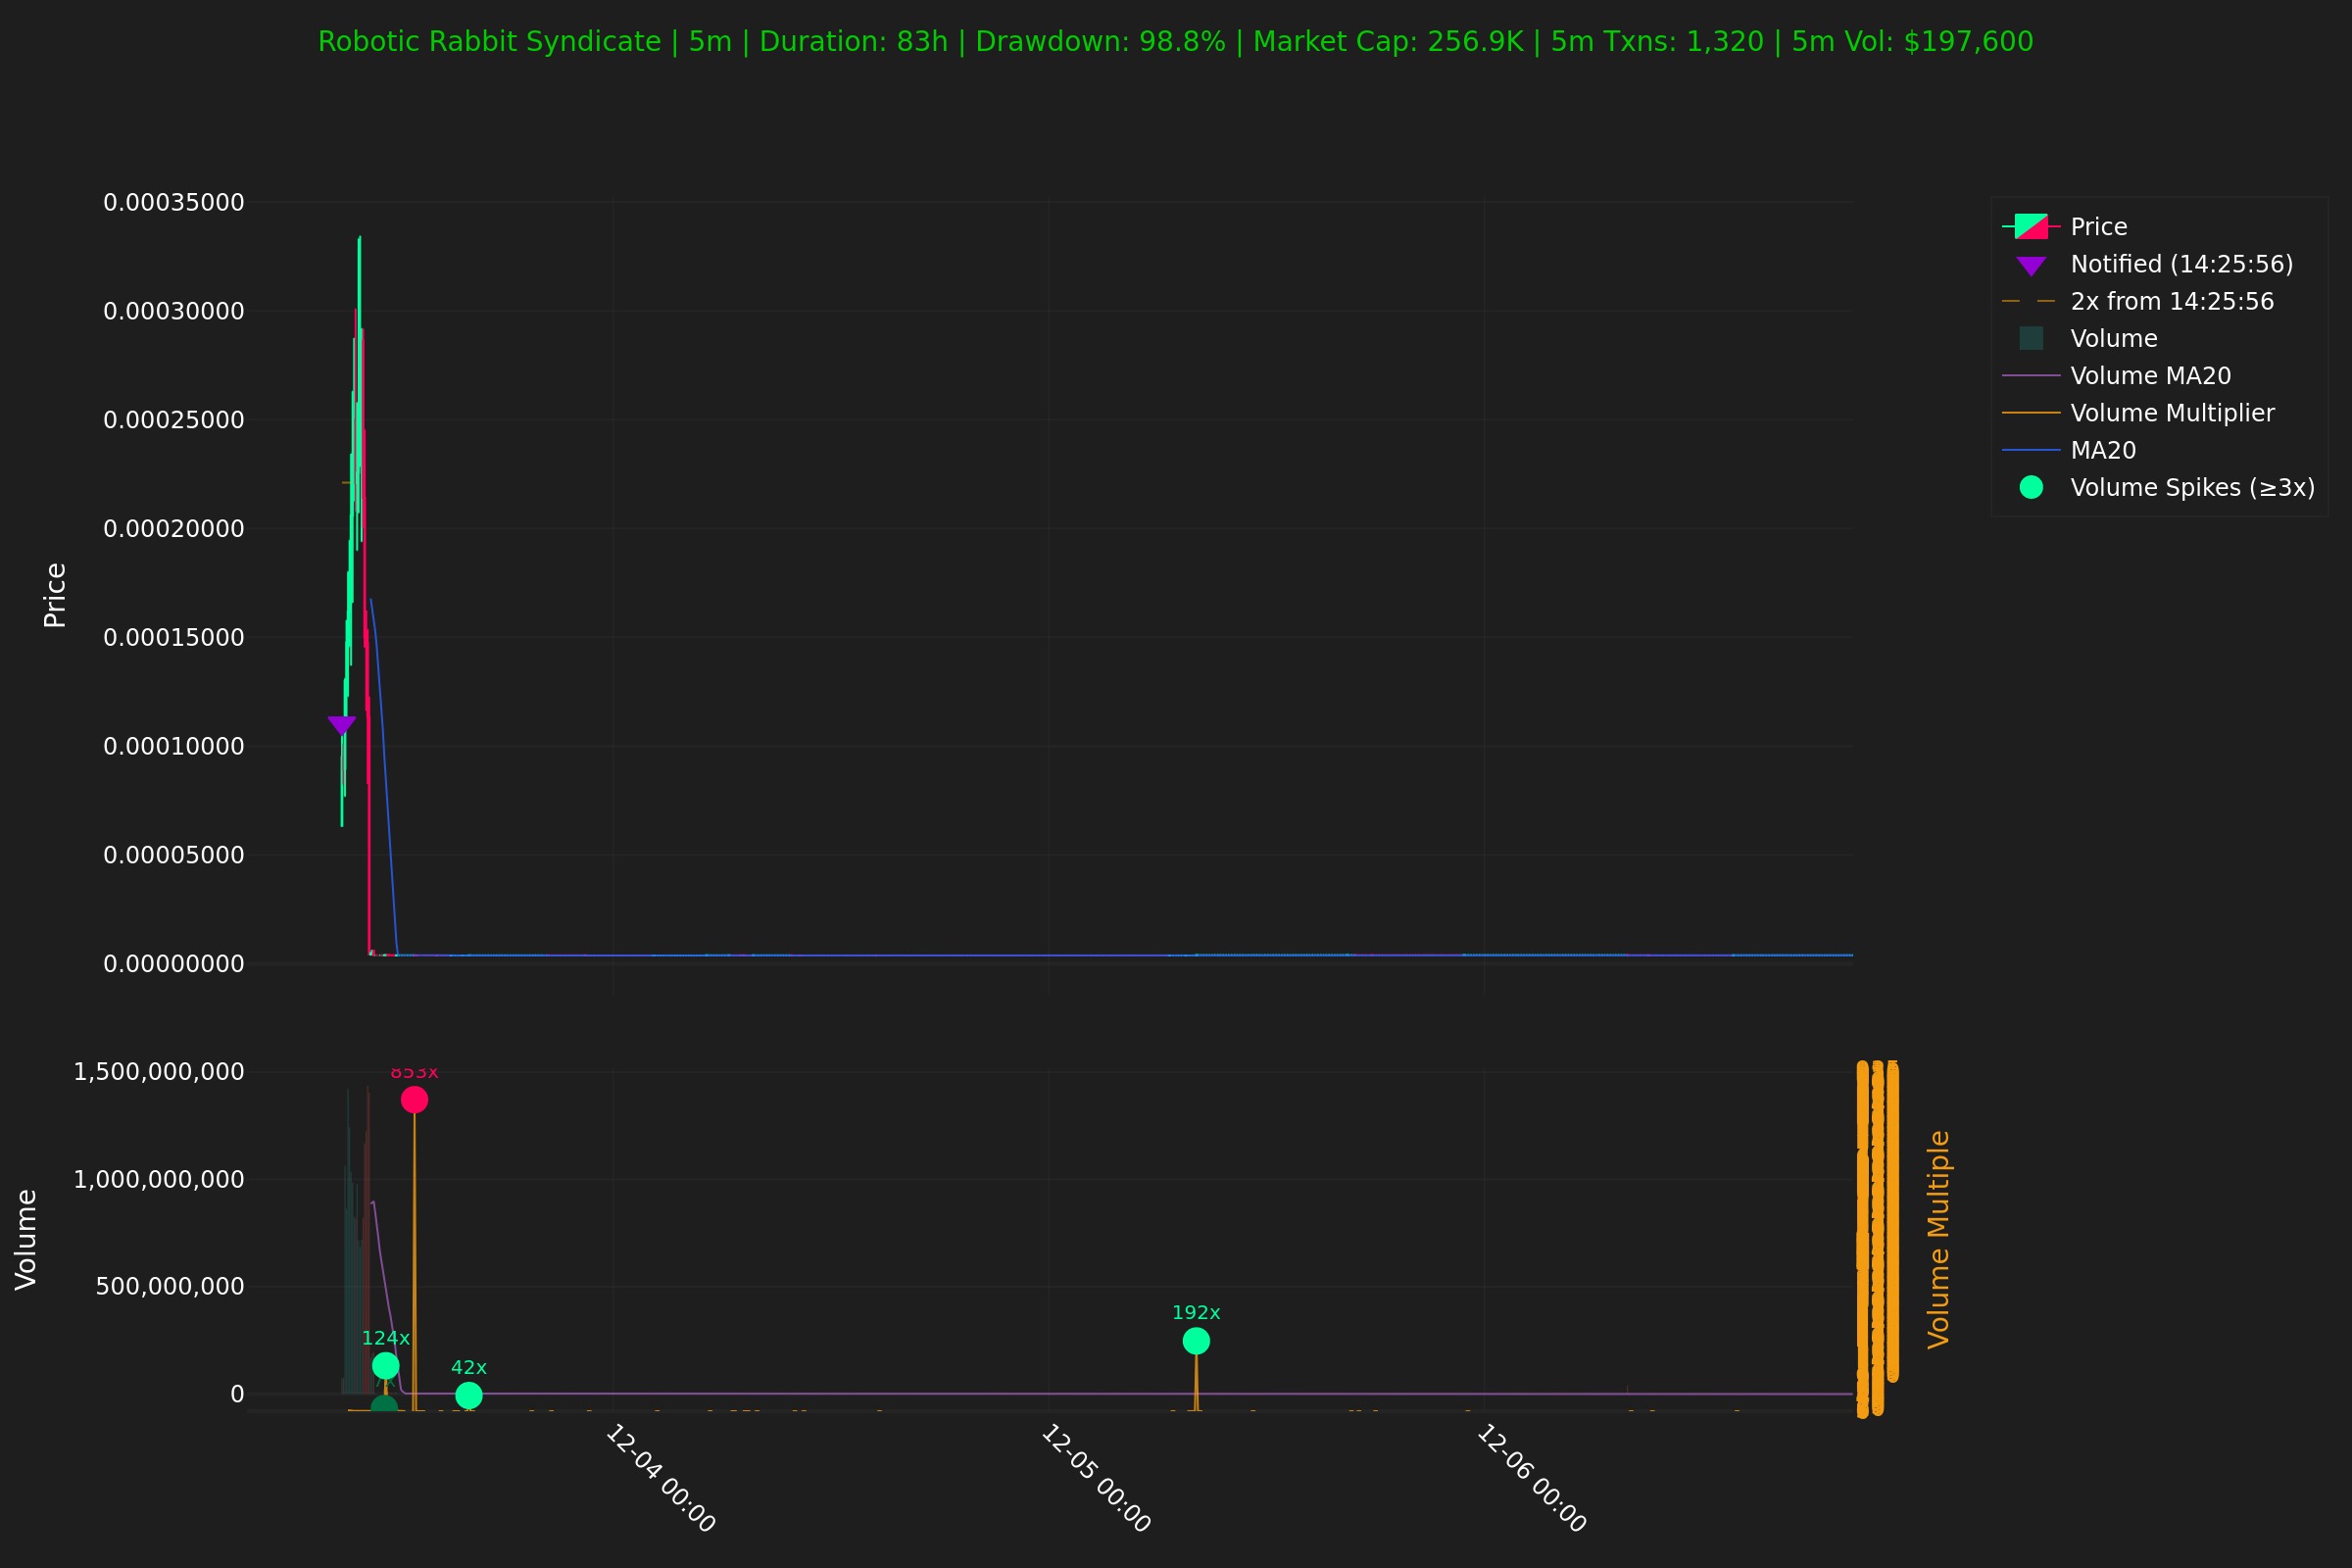 Robotic Rabbit Syndicate | 5m | Duration: 83h | Drawdown: 98.8% | Market Cap: 256.9K | 5m Txns: 1,320 | 5m Vol: $197,600
Price
0.00035000
0.00030000
0.00025000
0.00020000
0.00015000
0.00010000
0.00005000
0.00000000
Price
Notified (14:25:56)
2x from 14:25:56
Volume
Volume MA20
Volume Multiplier
MA20
Volume Spikes (≥3x)
Volume
1,500,000,000
1,000,000,000
500,000,000
0
853x
124x
42x
192x
Volume Multiple
12-04 00:00
12-05 00:00
12-06 00:00